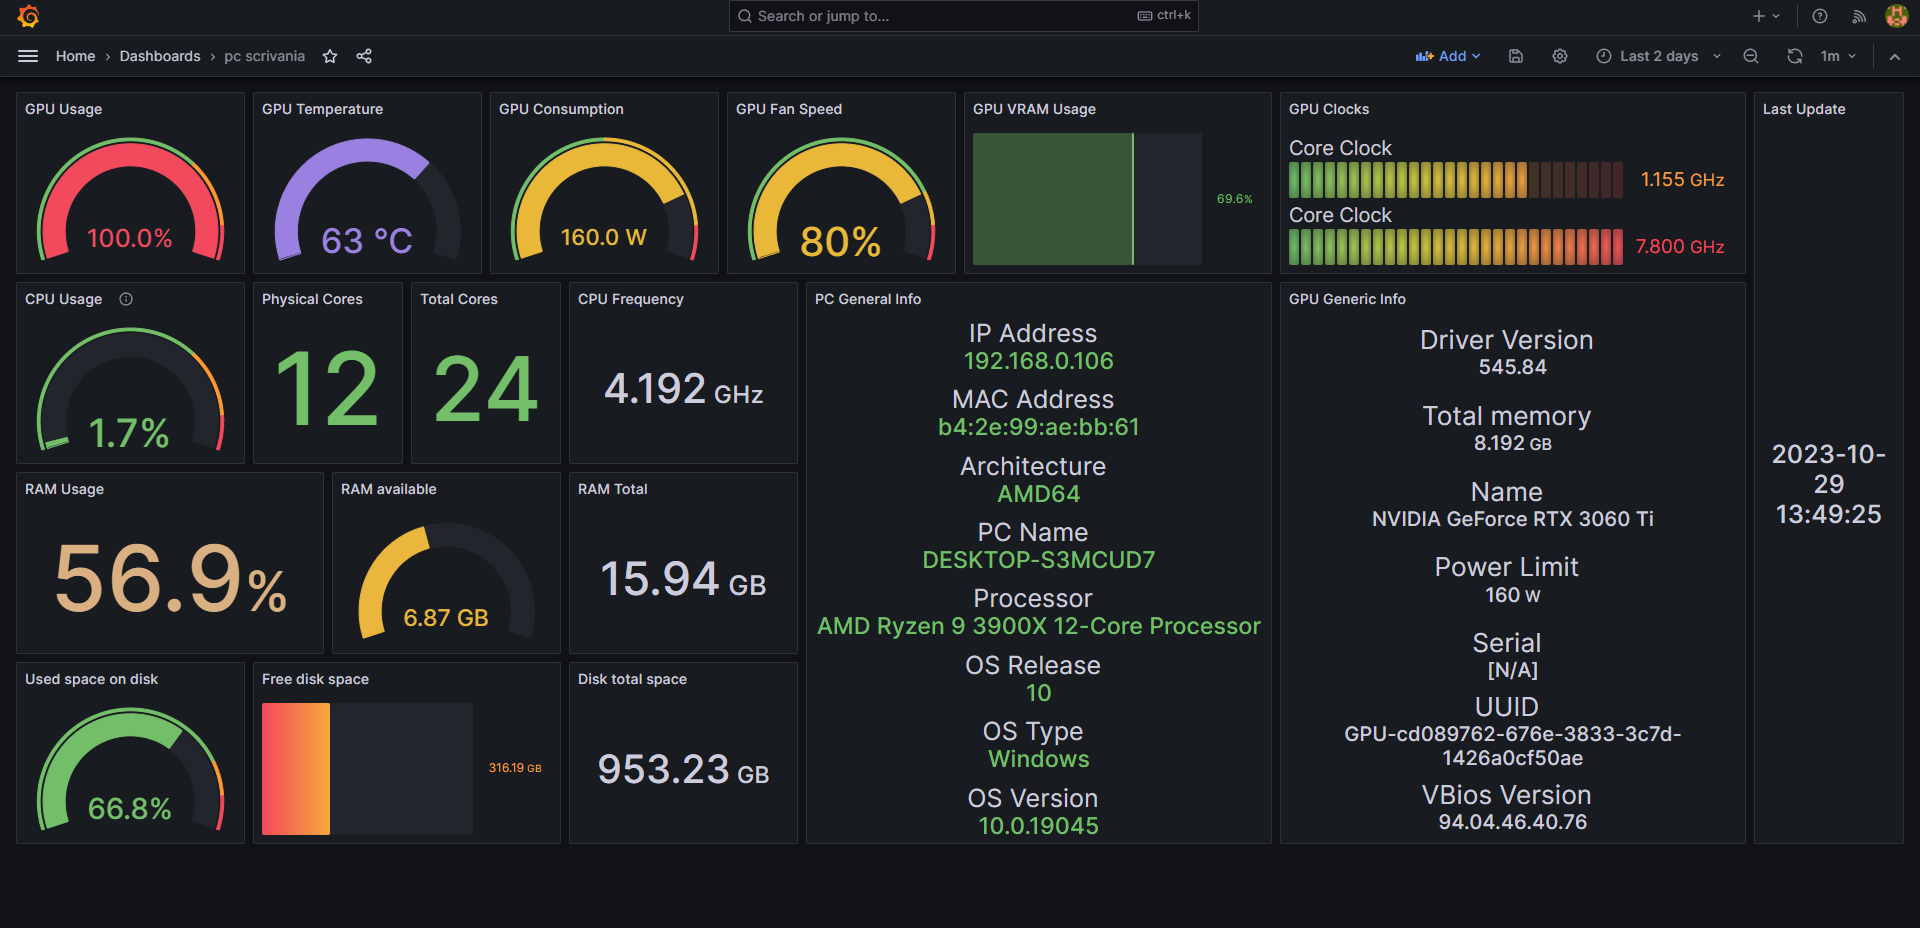 Search or jump to...
ctrl+k
Home › Dashboards › pc scrivania
Add
Last 2 days
1m
GPU Usage
100.0%
GPU Temperature
63 °C
GPU Consumption
160.0 W
GPU Fan Speed
80%
GPU VRAM Usage
69.6%
GPU Clocks
Core Clock
1.155 GHz
Core Clock
7.800 GHz
Last Update
2023-10-
29
13:49:25
CPU Usage
1.7%
Physical Cores
12
Total Cores
24
CPU Frequency
4.192 GHz
PC General Info
IP Address
192.168.0.106
MAC Address
b4:2e:99:ae:bb:61
Architecture
AMD64
PC Name
DESKTOP-S3MCUD7
Processor
AMD Ryzen 9 3900X 12-Core Processor
OS Release
10
OS Type
Windows
OS Version
10.0.19045
GPU Generic Info
Driver Version
545.84
Total memory
8.192 GB
Name
NVIDIA GeForce RTX 3060 Ti
Power Limit
160 W
Serial
[N/A]
UUID
GPU-cd089762-676e-3833-3c7d-
1426a0cf50ae
VBios Version
94.04.46.40.76
RAM Usage
56.9%
RAM available
6.87 GB
RAM Total
15.94 GB
Used space on disk
66.8%
Free disk space
316.19 GB
Disk total space
953.23 GB